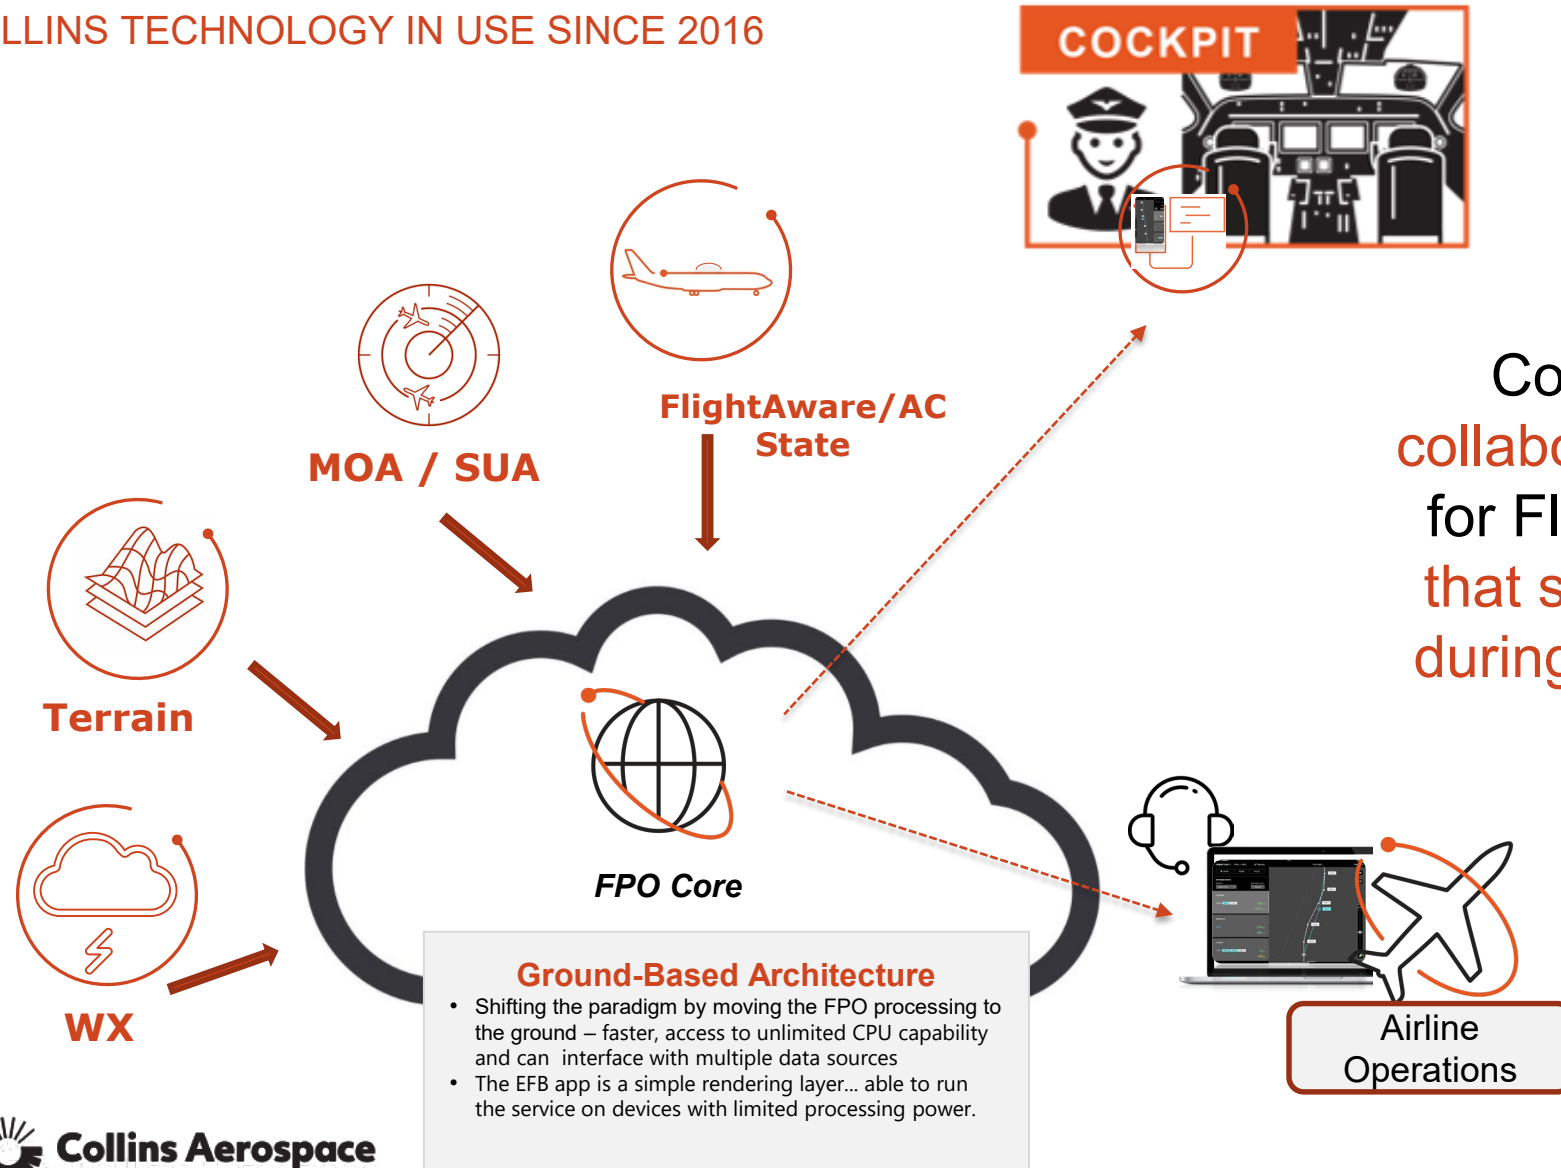 LLINS TECHNOLOGY IN USE SINCE 2016
COCKPIT
FlightAware/AC
State
MOA / SUA
Terrain
WX
Co
collabo
for Fl
that s
during
FPO Core
Ground-Based Architecture
• Shifting the paradigm by moving the FPO processing to
the ground – faster, access to unlimited CPU capability
and can interface with multiple data sources
• The EFB app is a simple rendering layer... able to run
the service on devices with limited processing power.
Airline
Operations
Collins Aerospace